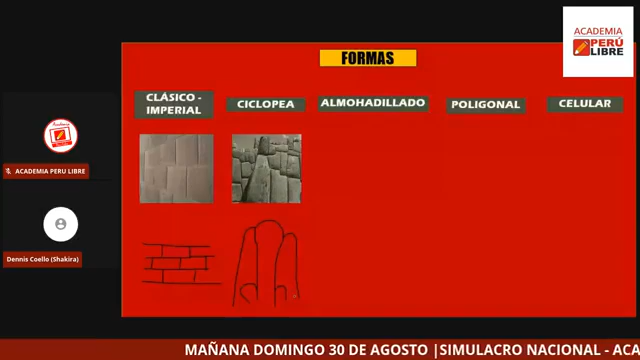 ACADEMIA
PERÚ
LIBRE
FORMAS
CLÁSICO -
IMPERIAL
CICLOPEA
ALMOHADILLADO
POLIGONAL
CELULAR
ACADEMIA PERU LIBRE
Dennis Coello (Shakira)
MAÑANA DOMINGO 30 DE AGOSTO |SIMULACRO NACIONAL - ACA